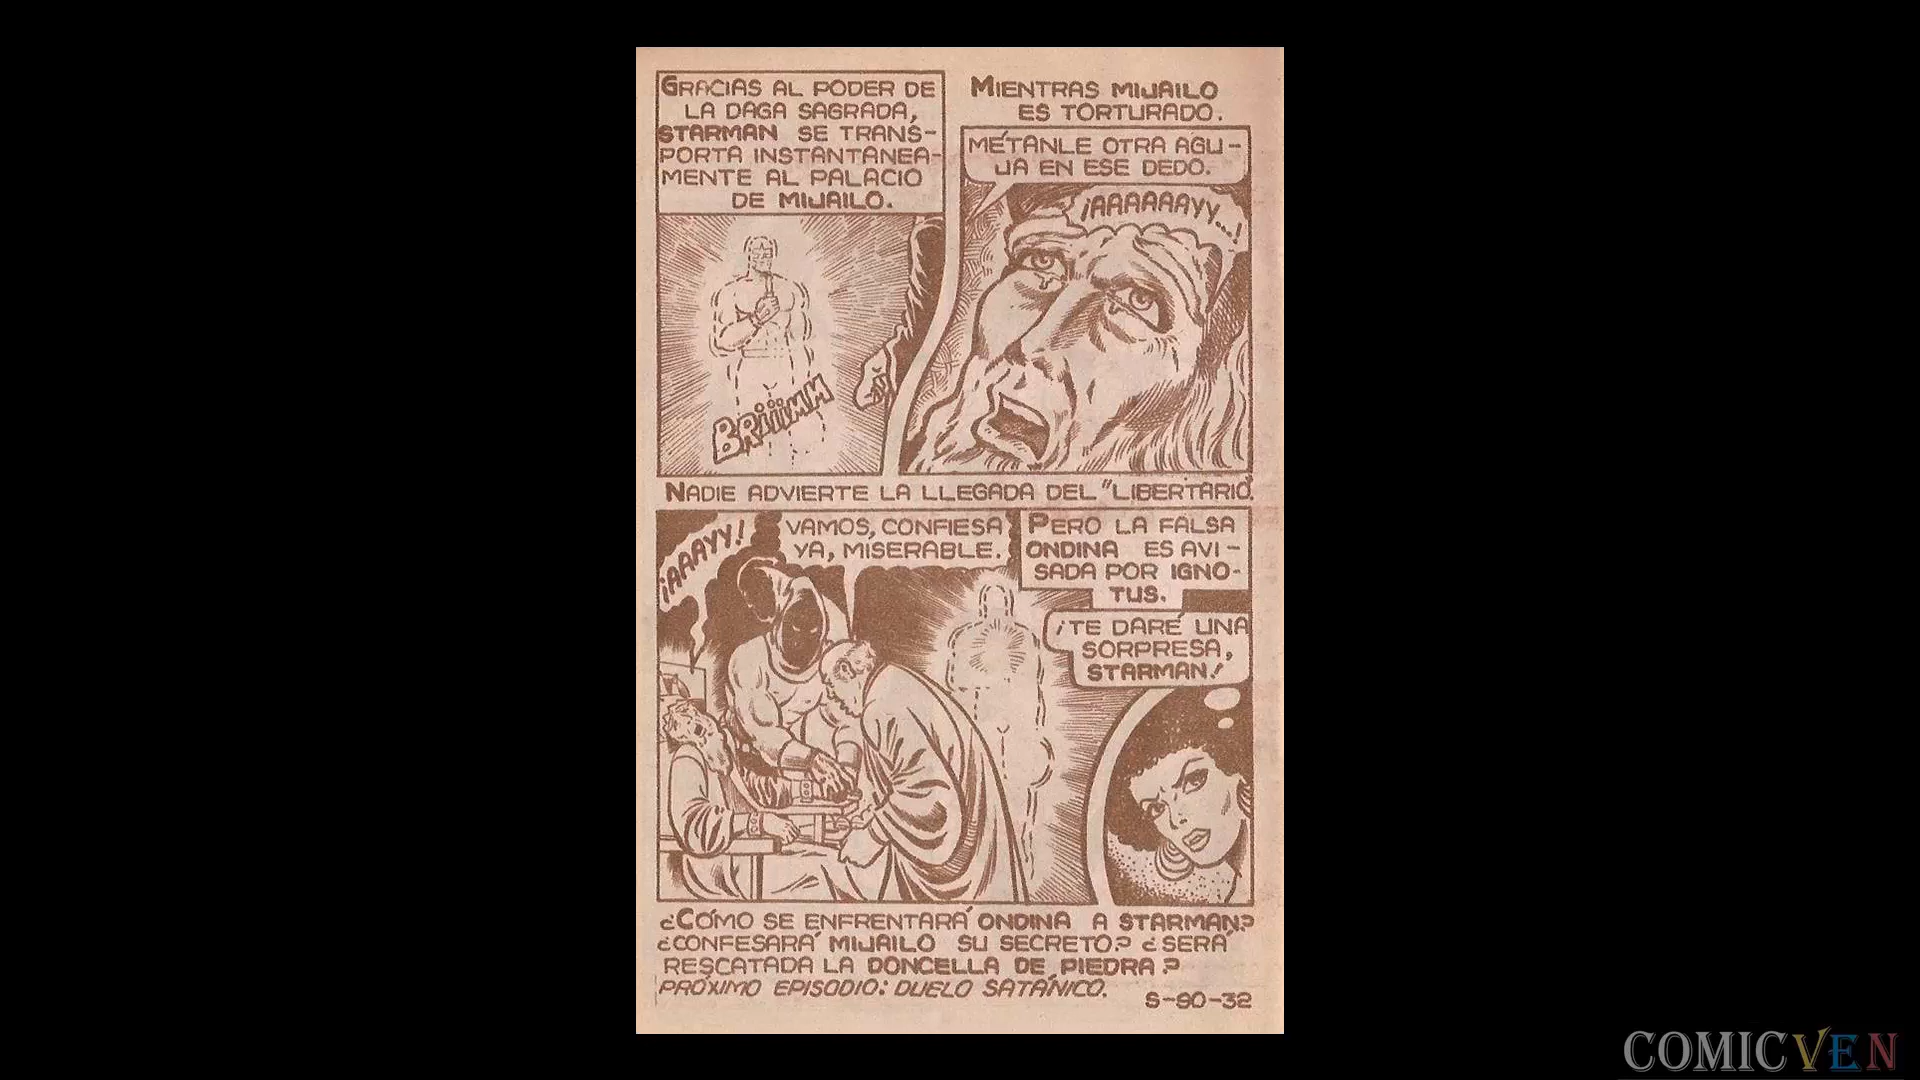 GRACIAS AL PODER DE
LA DAGA SAGRADA,
STARMAN SE TRANS-
PORTA INSTANTANEA-
MENTE AL PALACIO
DE MIJAILO.
BRIIIMM
MIENTRAS MIJAILO
ES TORTURADO.
MÉTANLE OTRA AGU-
JA EN ESE DEDO.
¡AAAAAAYY...!
NADIE ADVIERTE LA LLEGADA DEL "LIBERTARIO".
¡AAAYY!
VAMOS, CONFIESA
YA, MISERABLE.
PERO LA FALSA
ONDINA ES AVI-
SADA POR IGNO-
TUS.
¡TE DARÉ UNA
SORPRESA,
STARMAN!
¿CÓMO SE ENFRENTARÁ ONDINA A STARMAN?
¿CONFESARÁ MIJAILO SU SECRETO? ¿SERÁ
RESCATADA LA DONCELLA DE PIEDRA?
PRÓXIMO EPISODIO: DUELO SATÁNICO.
S-90-32
COMICVEN